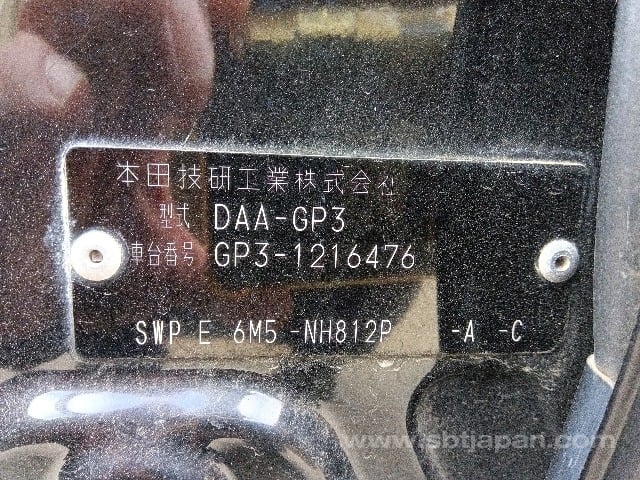 本田技研工業株式会社
型式 DAA-GP3
車台番号 GP3-1216476
SWP E 6M5 -NH812P -A -C
www.sbtjapan.com